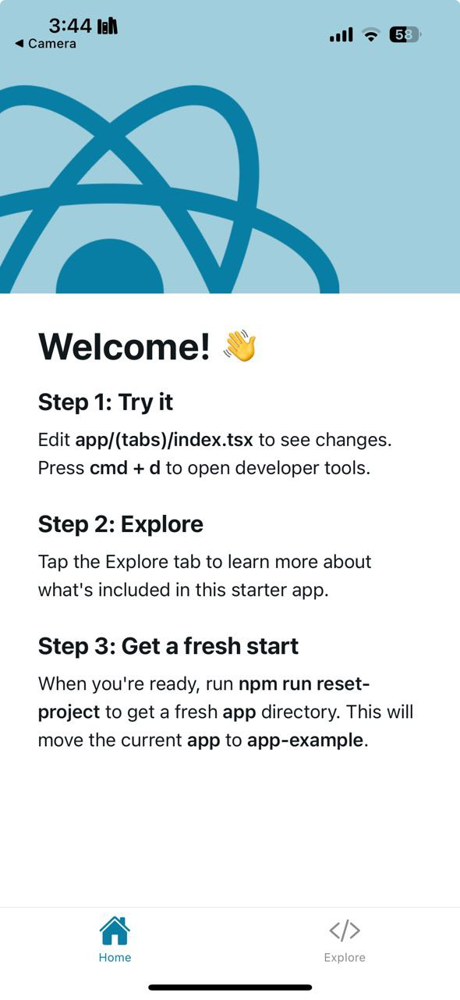 3:44
58
◀ Camera
Welcome! 👋
Step 1: Try it
Edit app/(tabs)/index.tsx to see changes.
Press cmd + d to open developer tools.
Step 2: Explore
Tap the Explore tab to learn more about
what's included in this starter app.
Step 3: Get a fresh start
When you're ready, run npm run reset-
project to get a fresh app directory. This will
move the current app to app-example.
Home
Explore